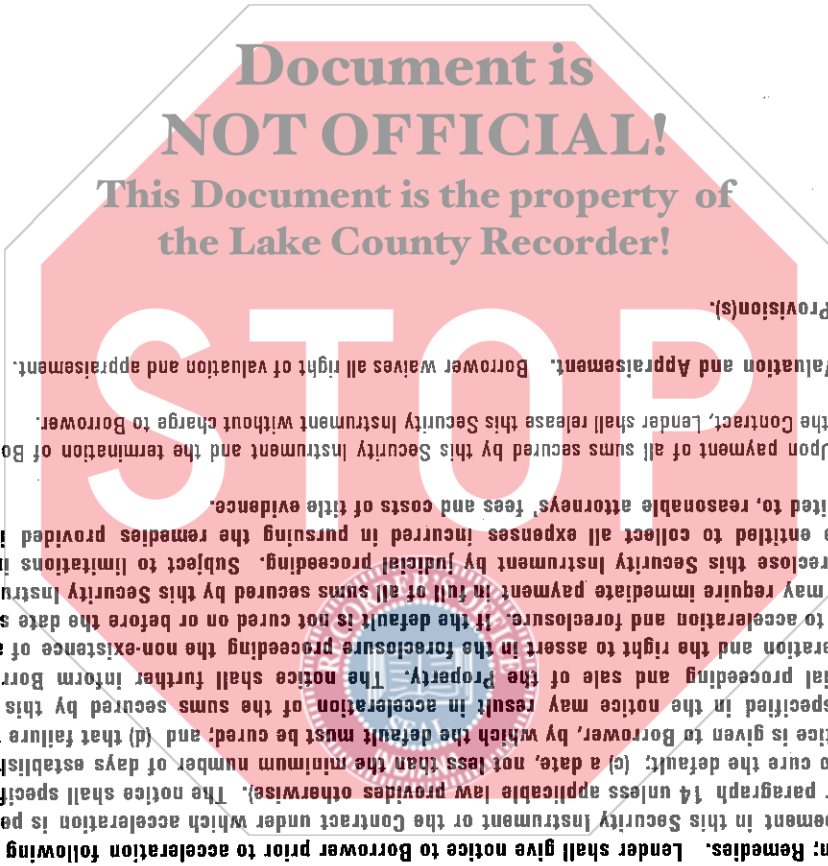 Document is
NOT OFFICIAL!
This Document is the property of
the Lake County Recorder!
STOP
RECORDER'S OFFICE
SEAL
n; Remedies. Lender shall give notice to Borrower prior to acceleration following
ement in this Security Instrument or the Contract under which acceleration is
paragraph 14 unless applicable law provides otherwise). The notice shall
o cure the default; (c) a date, not less than the minimum number of days
tice is given to Borrower, by which the default must be cured; and (d) that failure
specified in the notice may result in acceleration of the sums secured by this
ial proceeding and sale of the Property. The notice shall further inform
eration and the right to assert in the foreclosure proceeding the non-existence of
to acceleration and foreclosure. If the default is not cured on or before the date
may require immediate payment in full of all sums secured by this Security
reclose this Security Instrument by judicial proceeding. Subject to limitations
e entitled to collect all expenses incurred in pursuing the remedies provided
ited to, reasonable attorneys' fees and costs of title evidence.
Upon payment of all sums secured by this Security Instrument and the termination of
the Contract, Lender shall release this Security Instrument without charge to Borrower.
Valuation and Appraisement. Borrower waives all right of valuation and appraisement.
Provision(s).